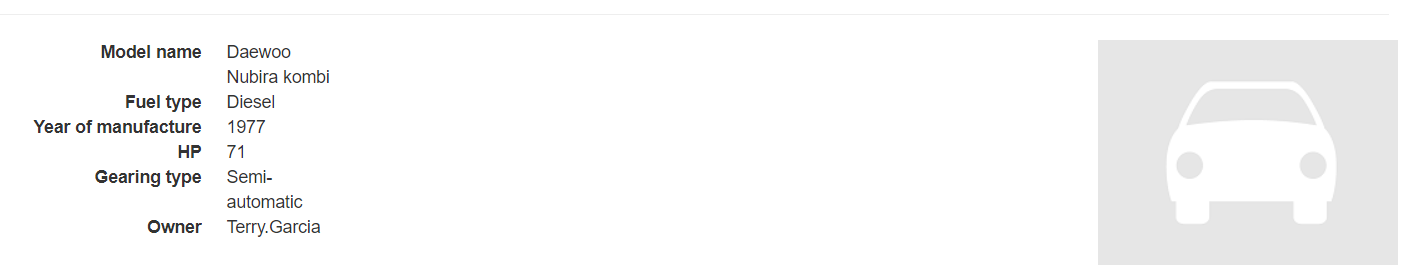 Model name Daewoo
Nubira kombi
Fuel type Diesel
Year of manufacture 1977
HP 71
Gearing type Semi-
automatic
Owner Terry.Garcia